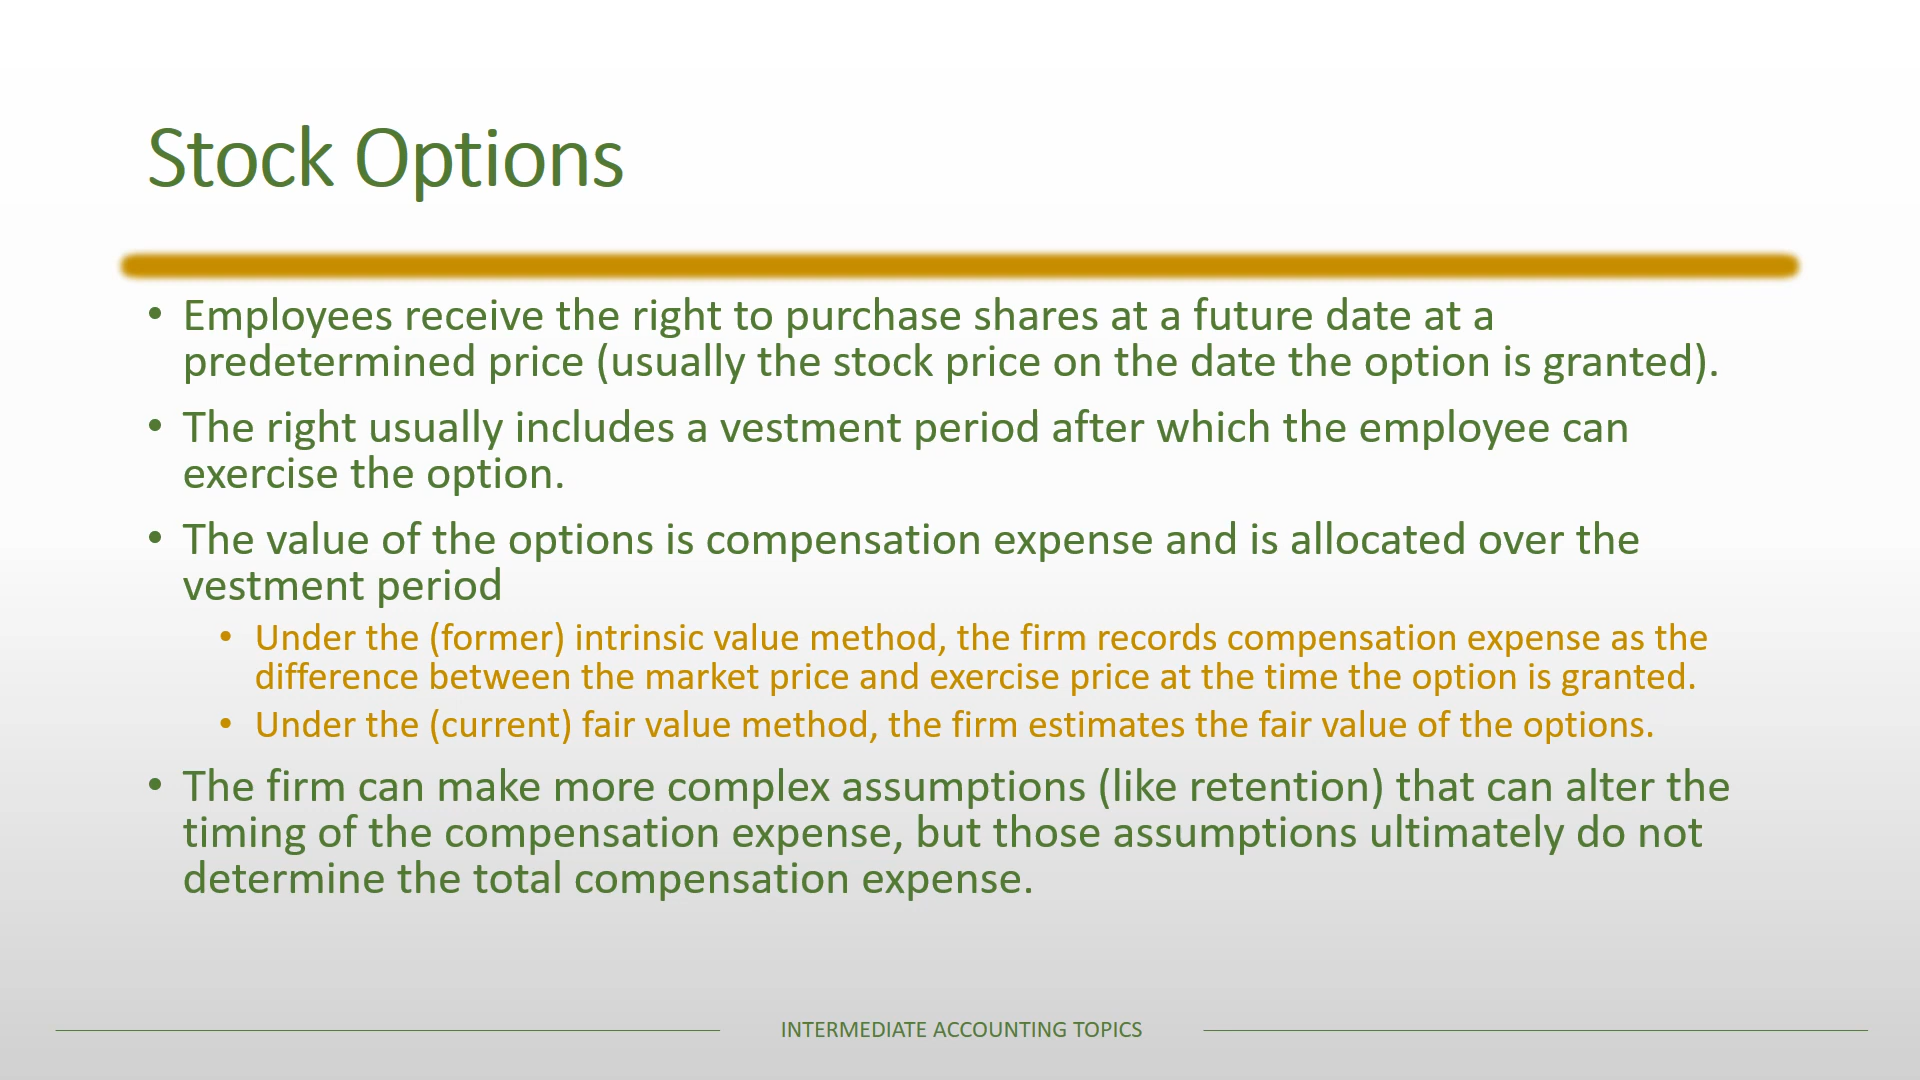 Stock Options
• Employees receive the right to purchase shares at a future date at a
predetermined price (usually the stock price on the date the option is granted).
• The right usually includes a vestment period after which the employee can
exercise the option.
• The value of the options is compensation expense and is allocated over the
vestment period
• Under the (former) intrinsic value method, the firm records compensation expense as the
difference between the market price and exercise price at the time the option is granted.
• Under the (current) fair value method, the firm estimates the fair value of the options.
• The firm can make more complex assumptions (like retention) that can alter the
timing of the compensation expense, but those assumptions ultimately do not
determine the total compensation expense.
INTERMEDIATE ACCOUNTING TOPICS